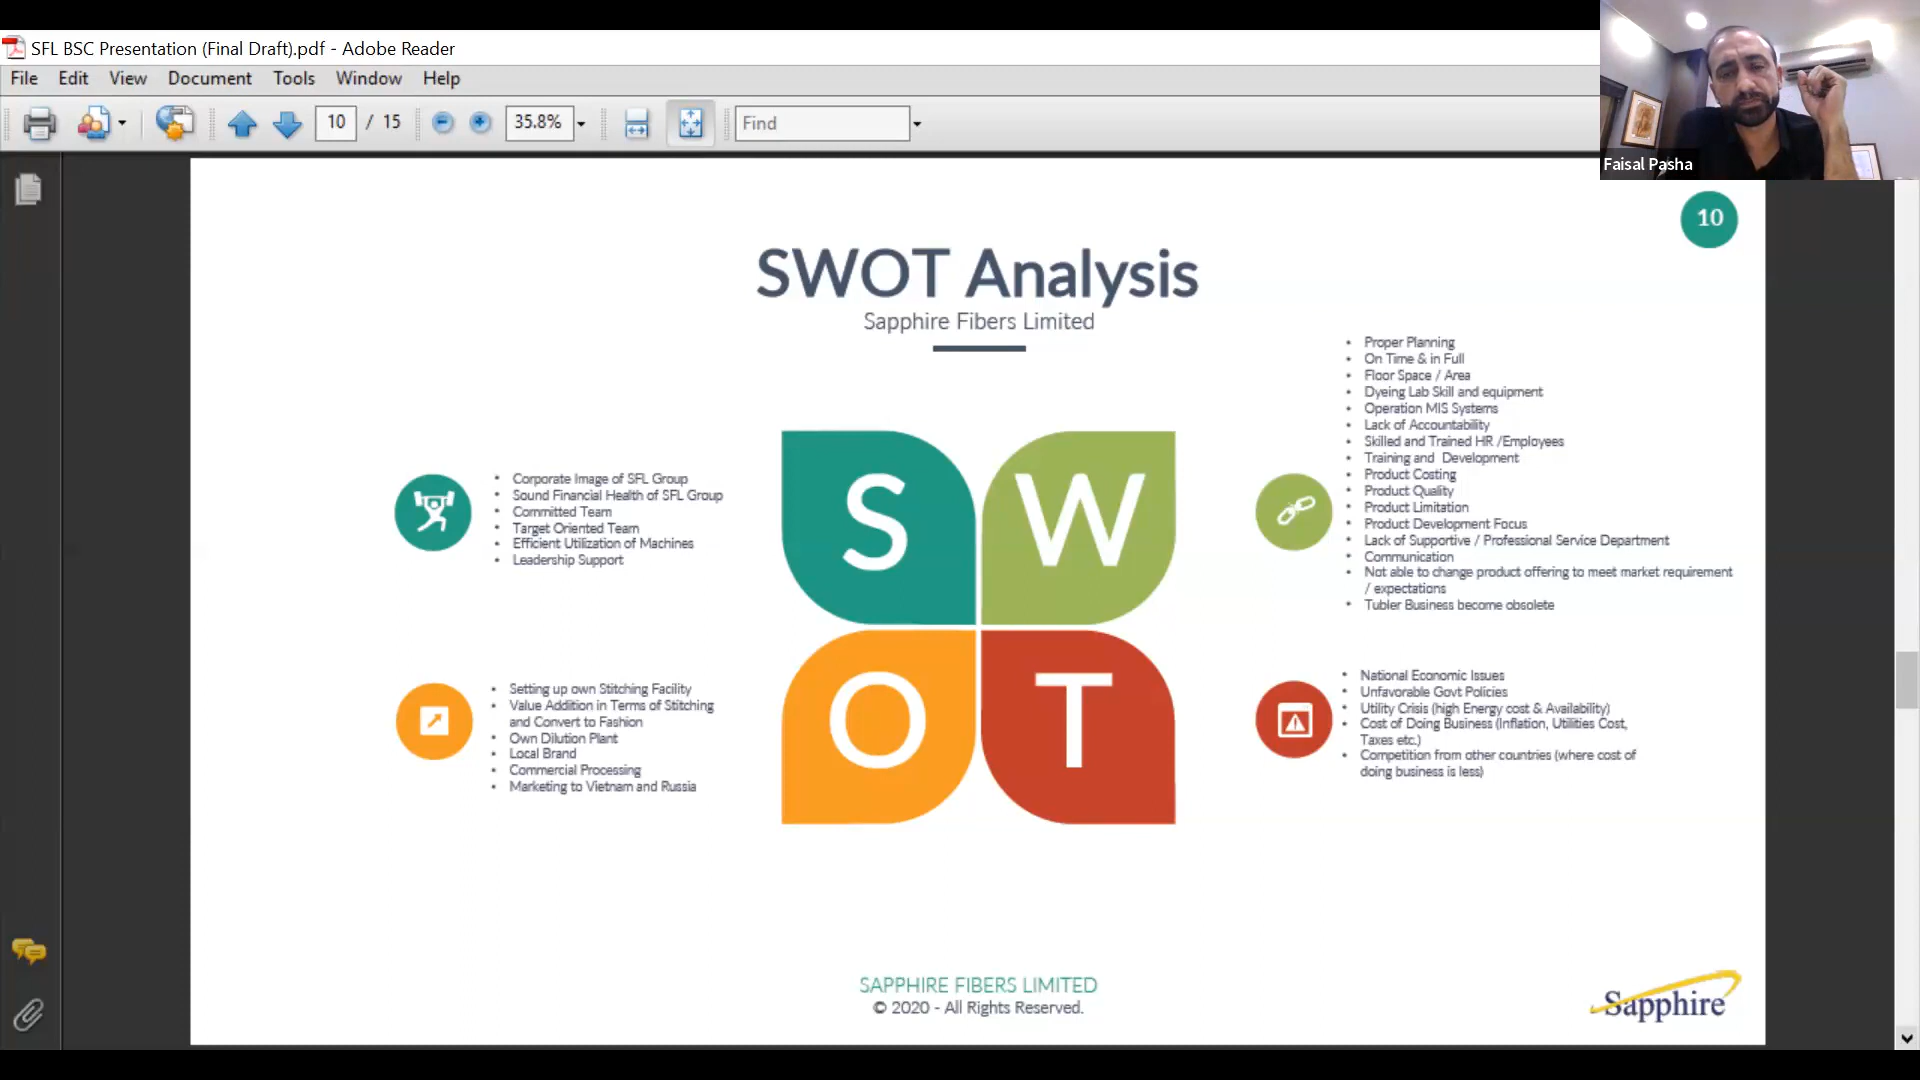 SFL BSC Presentation (Final Draft).pdf - Adobe Reader
File Edit View Document Tools Window Help
10 / 15 35.8% Find
Faisal Pasha
10
SWOT Analysis
Sapphire Fibers Limited
• Corporate Image of SFL Group
• Sound Financial Health of SFL Group
• Committed Team
• Target Oriented Team
• Efficient Utilization of Machines
• Leadership Support
S
W
• Proper Planning
• On Time & in Full
• Floor Space / Area
• Dyeing Lab Skill and equipment
• Operation MIS Systems
• Lack of Accountability
• Skilled and Trained HR /Employees
• Training and Development
• Product Costing
• Product Quality
• Product Limitation
• Product Development Focus
• Lack of Supportive / Professional Service Department
• Communication
• Not able to change product offering to meet market requirement
/ expectations
• Tubler Business become obsolete
• Setting up own Stitching Facility
• Value Addition in Terms of Stitching
and Convert to Fashion
• Own Dilution Plant
• Local Brand
• Commercial Processing
• Marketing to Vietnam and Russia
O
T
• National Economic Issues
• Unfavorable Govt Policies
• Utility Crisis (high Energy cost & Availability)
• Cost of Doing Business (Inflation, Utilities Cost,
Taxes etc.)
• Competition from other countries (where cost of
doing business is less)
SAPPHIRE FIBERS LIMITED
© 2020 - All Rights Reserved.
Sapphire